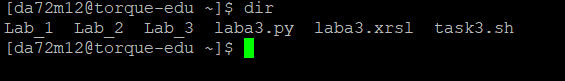 [da72m12@torque-edu ~]$ dir
Lab_1  Lab_2  Lab_3  laba3.py  laba3.xrsl  task3.sh
[da72m12@torque-edu ~]$